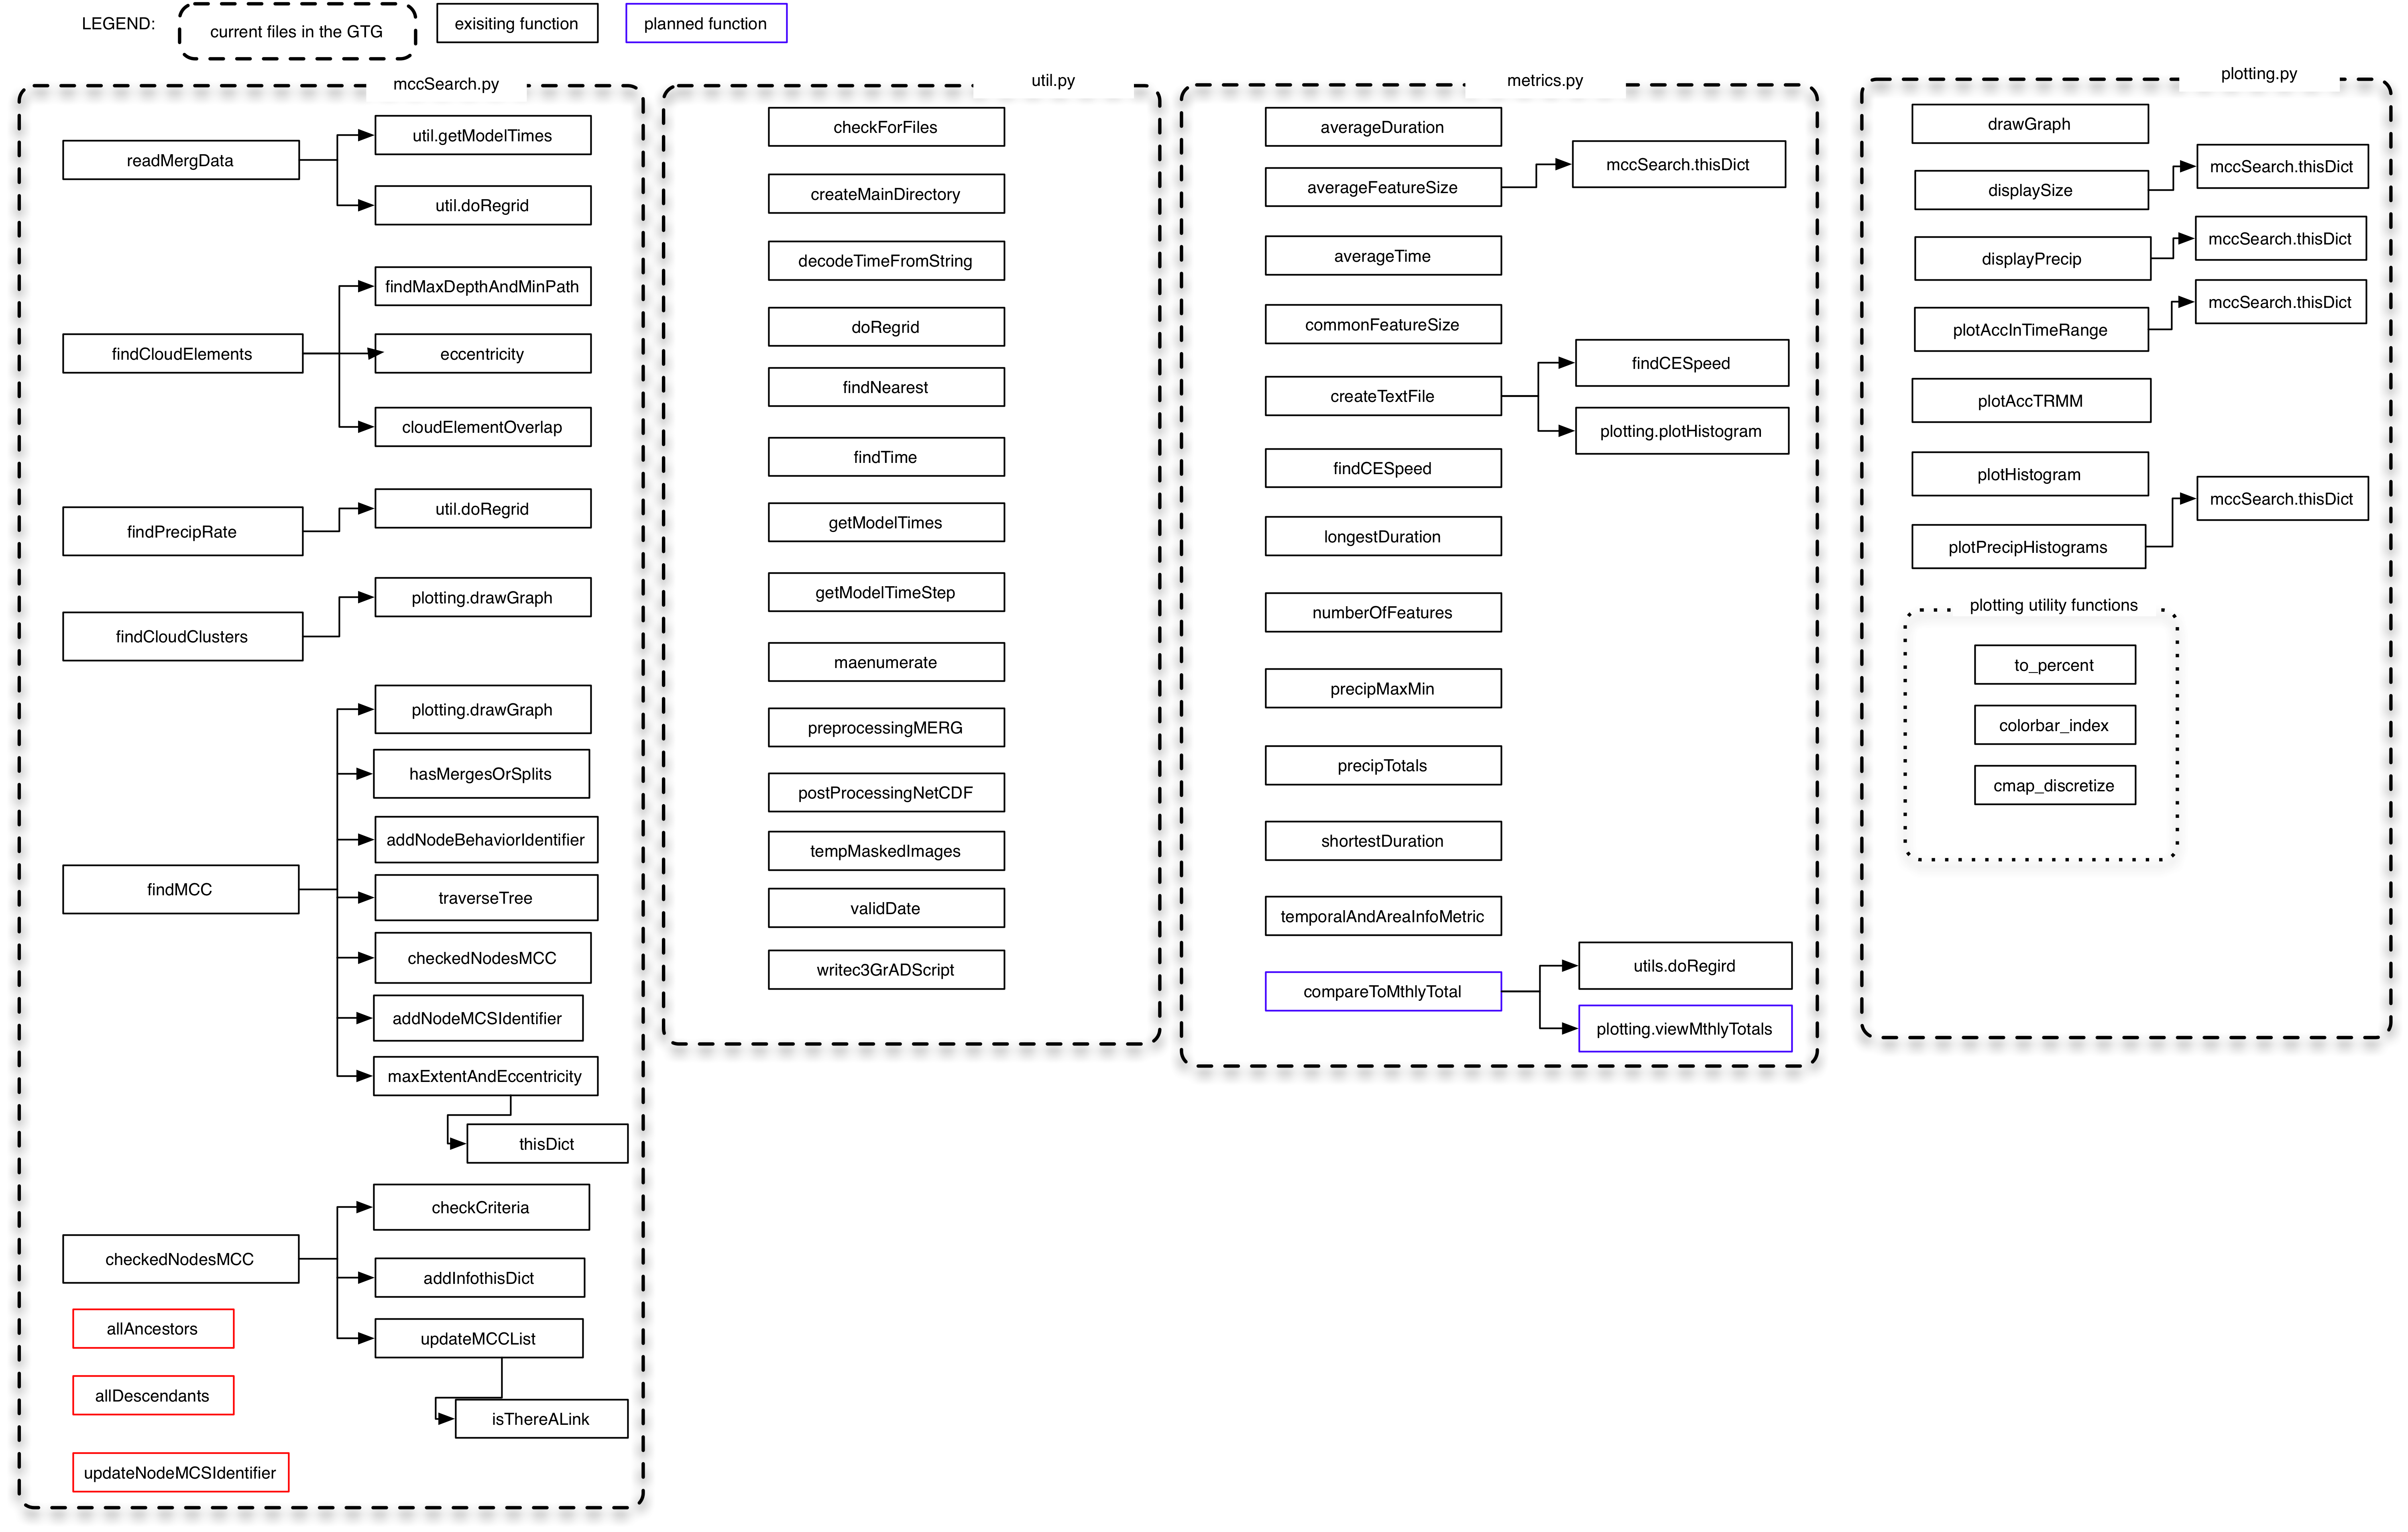 LEGEND:
current files in the GTG
exisiting function
planned function
mccSearch.py
readMergData
util.getModelTimes
util.doRegrid
findCloudElements
findMaxDepthAndMinPath
eccentricity
cloudElementOverlap
findPrecipRate
util.doRegrid
findCloudClusters
plotting.drawGraph
findMCC
plotting.drawGraph
hasMergesOrSplits
addNodeBehaviorIdentifier
traverseTree
checkedNodesMCC
addNodeMCSIdentifier
maxExtentAndEccentricity
thisDict
checkedNodesMCC
checkCriteria
addInfothisDict
updateMCCList
isThereALink
allAncestors
allDescendants
updateNodeMCSIdentifier
util.py
checkForFiles
createMainDirectory
decodeTimeFromString
doRegrid
findNearest
findTime
getModelTimes
getModelTimeStep
maenumerate
preprocessingMERG
postProcessingNetCDF
tempMaskedImages
validDate
writec3GrADScript
metrics.py
averageDuration
averageFeatureSize
mccSearch.thisDict
averageTime
commonFeatureSize
createTextFile
findCESpeed
plotting.plotHistogram
findCESpeed
longestDuration
numberOfFeatures
precipMaxMin
precipTotals
shortestDuration
temporalAndAreaInfoMetric
compareToMthlyTotal
utils.doRegird
plotting.viewMthlyTotals
plotting.py
drawGraph
displaySize
mccSearch.thisDict
displayPrecip
mccSearch.thisDict
plotAccInTimeRange
mccSearch.thisDict
plotAccTRMM
plotHistogram
plotPrecipHistograms
mccSearch.thisDict
plotting utility functions
to_percent
colorbar_index
cmap_discretize